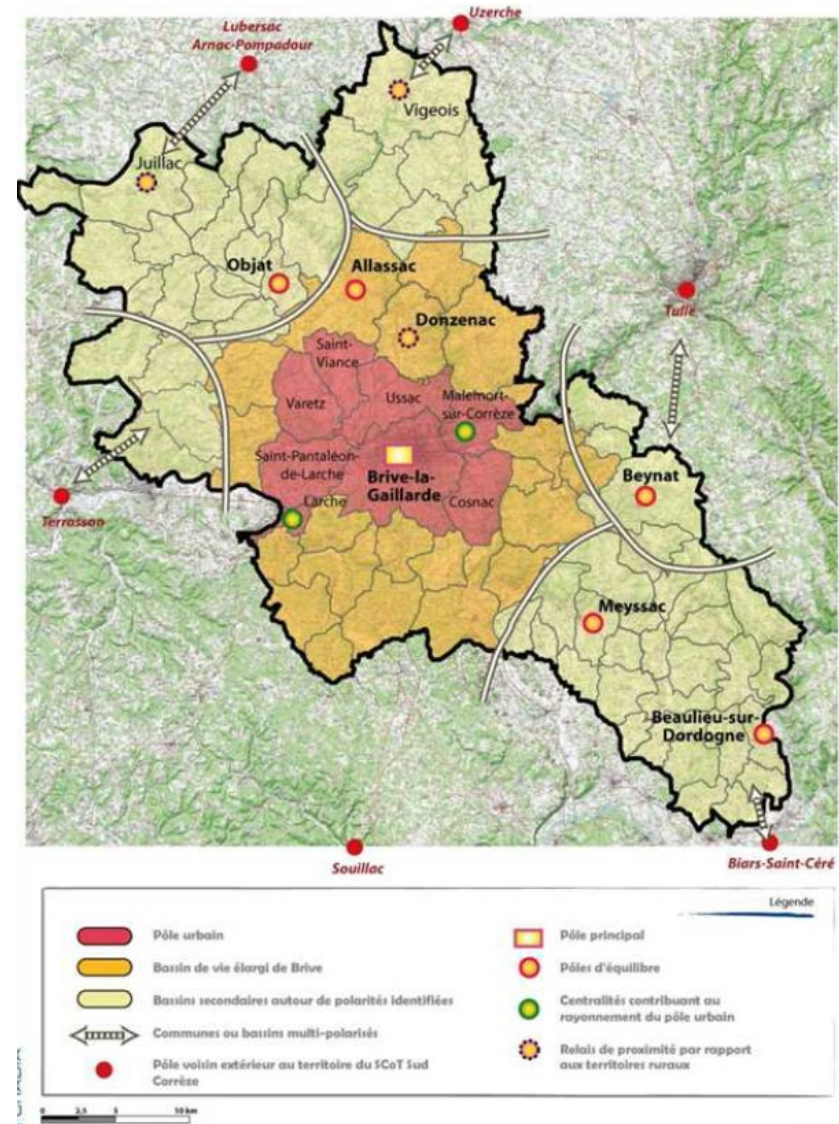 Uzerche
Lubersac
Arnac-Pompadour
Vigeois
Juillac
Objat
Allassac
Donzenac
Tulle
Saint-
Viance
Varetz
Ussac
Malemort-
sur-Corrèze
Saint-Pantaléon-
de-Larche
Brive-la-
Gaillarde
Beynat
Larche
Cosnac
Terrasson
Meyssac
Beaulieu-sur-
Dordogne
Souillac
Biars-Saint-Céré
Légende
Pôle urbain
Bassin de vie élargi de Brive
Bassins secondaires autour de polarités identifiées
Communes ou bassins multi-polarisés
Pôle voisin extérieur au territoire du SCoT Sud
Corrèze
Pôle principal
Pôles d'équilibre
Centralités contribuant au
rayonnement du pôle urbain
Relais de proximité par rapport
aux territoires ruraux
0 2,5 5 10 km